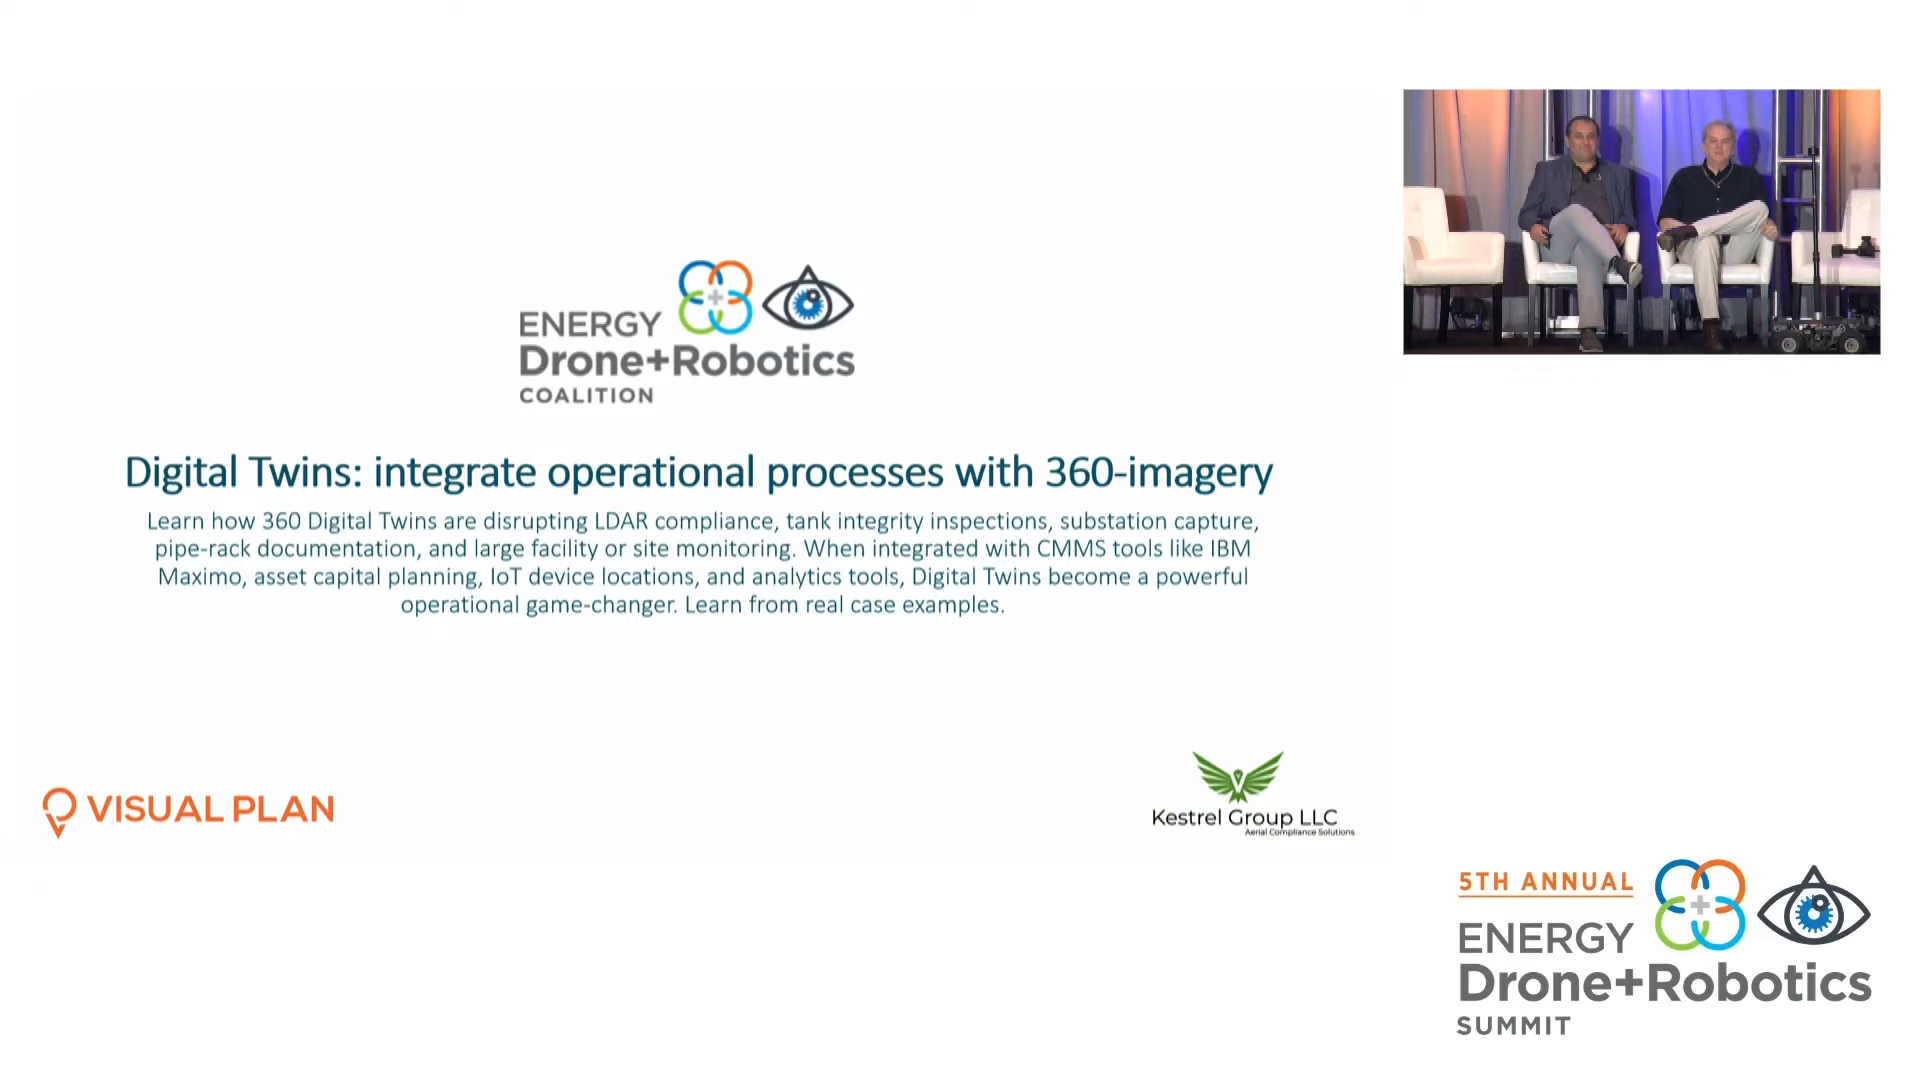 ENERGY
Drone+Robotics
COALITION
Digital Twins: integrate operational processes with 360-imagery
Learn how 360 Digital Twins are disrupting LDAR compliance, tank integrity inspections, substation capture,
pipe-rack documentation, and large facility or site monitoring. When integrated with CMMS tools like IBM
Maximo, asset capital planning, IoT device locations, and analytics tools, Digital Twins become a powerful
operational game-changer. Learn from real case examples.
VISUAL PLAN
Kestrel Group LLC
Aerial Compliance Solutions
5TH ANNUAL
ENERGY
Drone+Robotics
SUMMIT